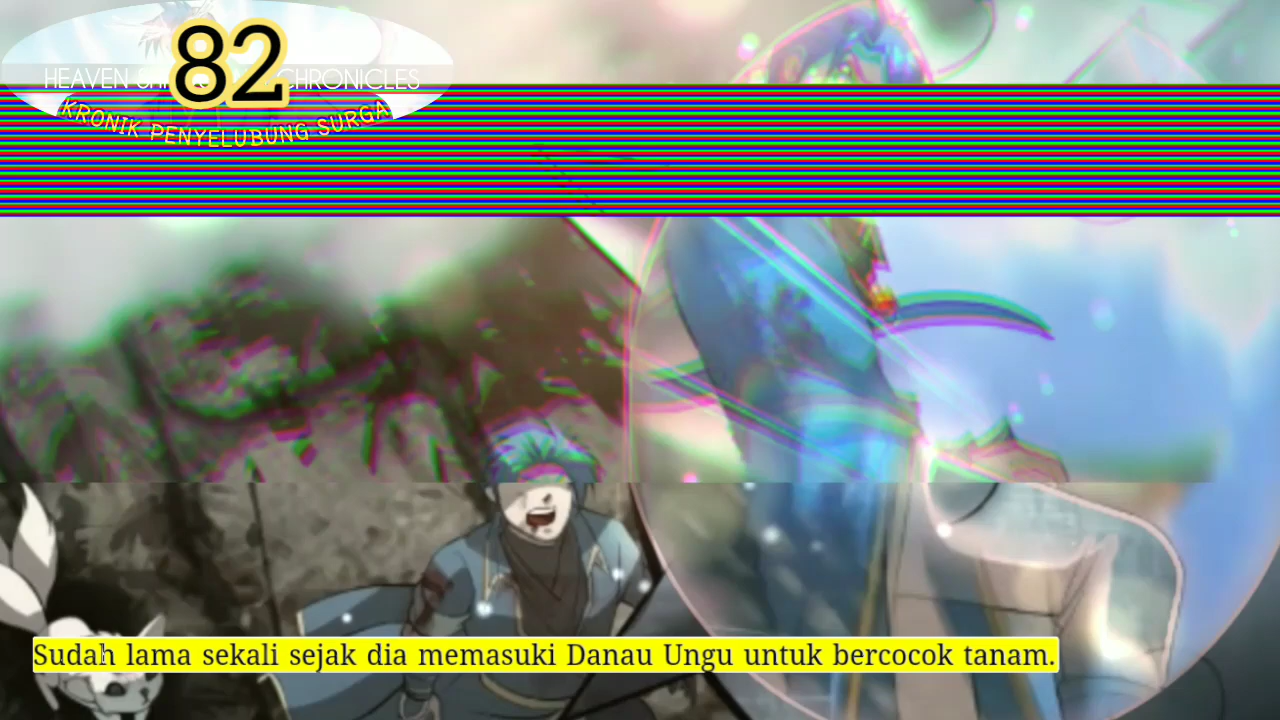 82
HEAVEN CHRONICLES
KRONIK PENYELUBUNG SURGA
Sudah lama sekali sejak dia memasuki Danau Ungu untuk bercocok tanam.